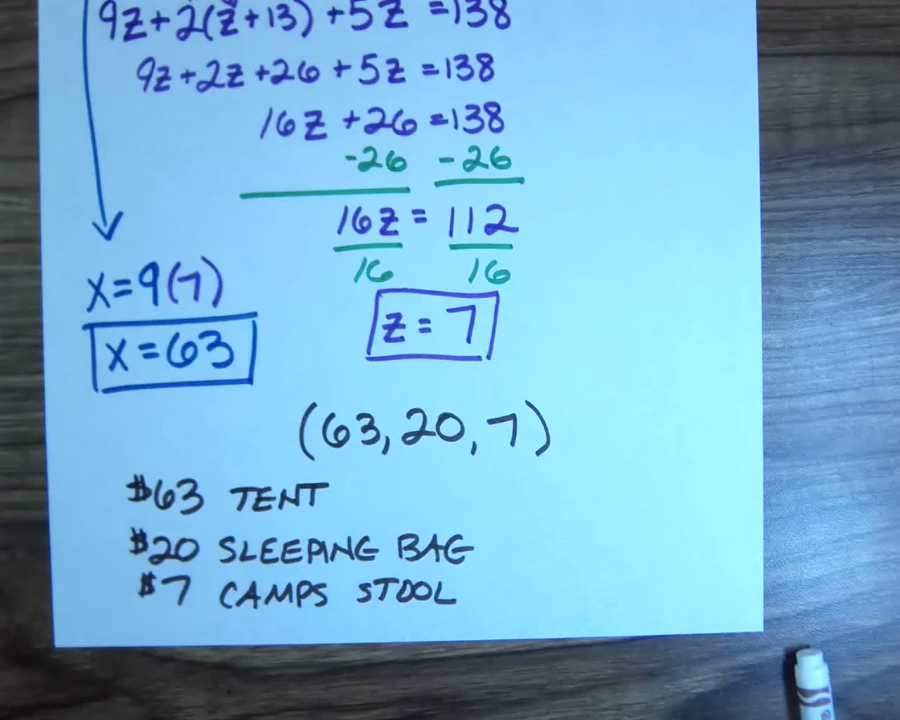 9z+2(z+13)+5z=138
9z+2z+26+5z=138
16z+26=138
-26 -26
16z=112
16 16
x=9(7)
z=7
x=63
(63,20,7)
$63 TENT
$20 SLEEPING BAG
$7 CAMPS STOOL